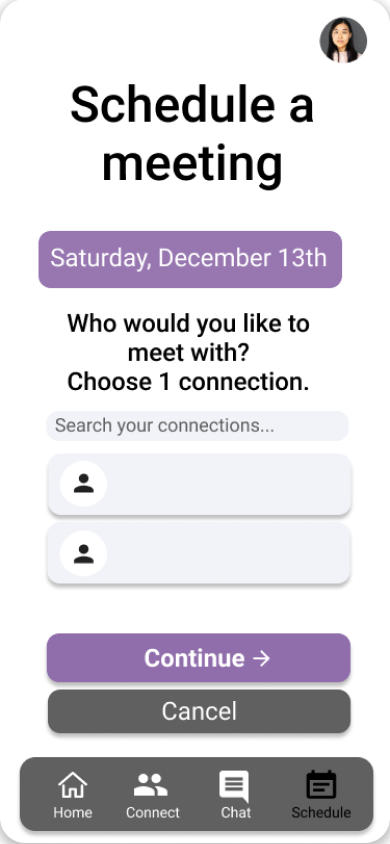 Schedule a
meeting
Saturday, December 13th
Who would you like to
meet with?
Choose 1 connection.
Search your connections...
Continue →
Cancel
Home
Connect
Chat
Schedule